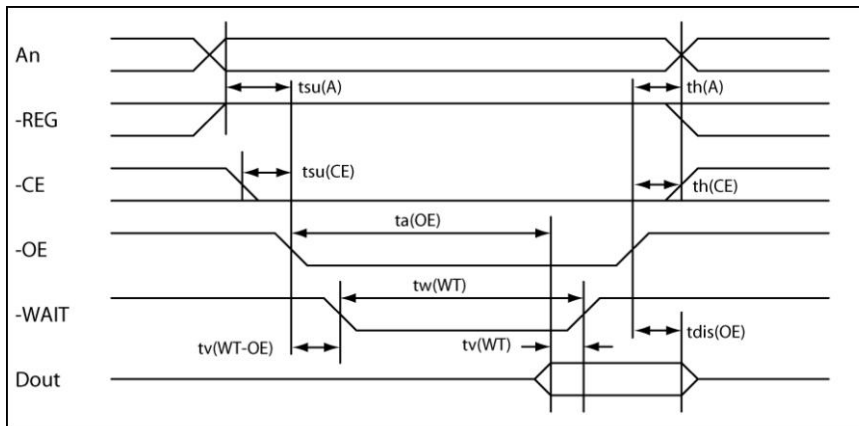 An
tsu(A)
th(A)
-REG
-CE
tsu(CE)
th(CE)
ta(OE)
-OE
tw(WT)
-WAIT
tv(WT-OE)
tv(WT)
tdis(OE)
Dout